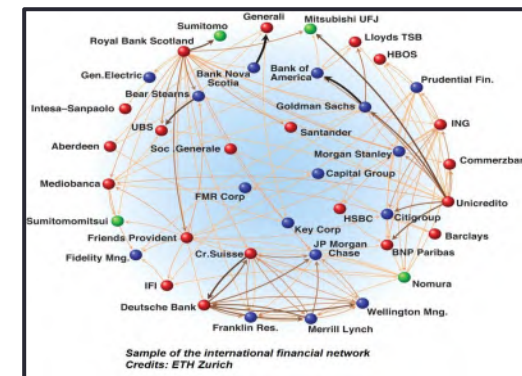 Generali
Sumitomo
Mitsubishi UFJ
Royal Bank Scotland
Lloyds TSB
HBOS
Gen.Electric
Bank Nova
Scotia
Bank of
America
Prudential Fin.
Bear Stearns
Goldman Sachs
Intesa–Sanpaolo
UBS
Santander
ING
Aberdeen
Soc.Generale
Morgan Stanley
Commerzbank
Mediobanca
Capital Group
FMR Corp
Unicredito
Sumitomomitsui
HSBC
Citigroup
Friends Provident
Key Corp
Barclays
Fidelity Mng.
Cr.Suisse
JP Morgan
Chase
BNP Paribas
IFI
Nomura
Deutsche Bank
Wellington Mng.
Franklin Res.
Merrill Lynch
Sample of the international financial network
Credits: ETH Zurich